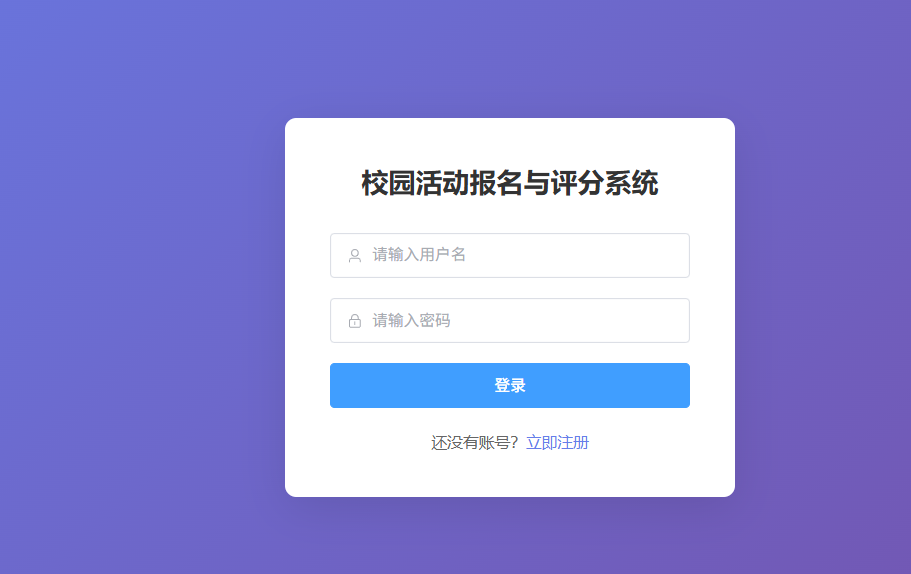 校园活动报名与评分系统
请输入用户名
请输入密码
登录
还没有账号？立即注册